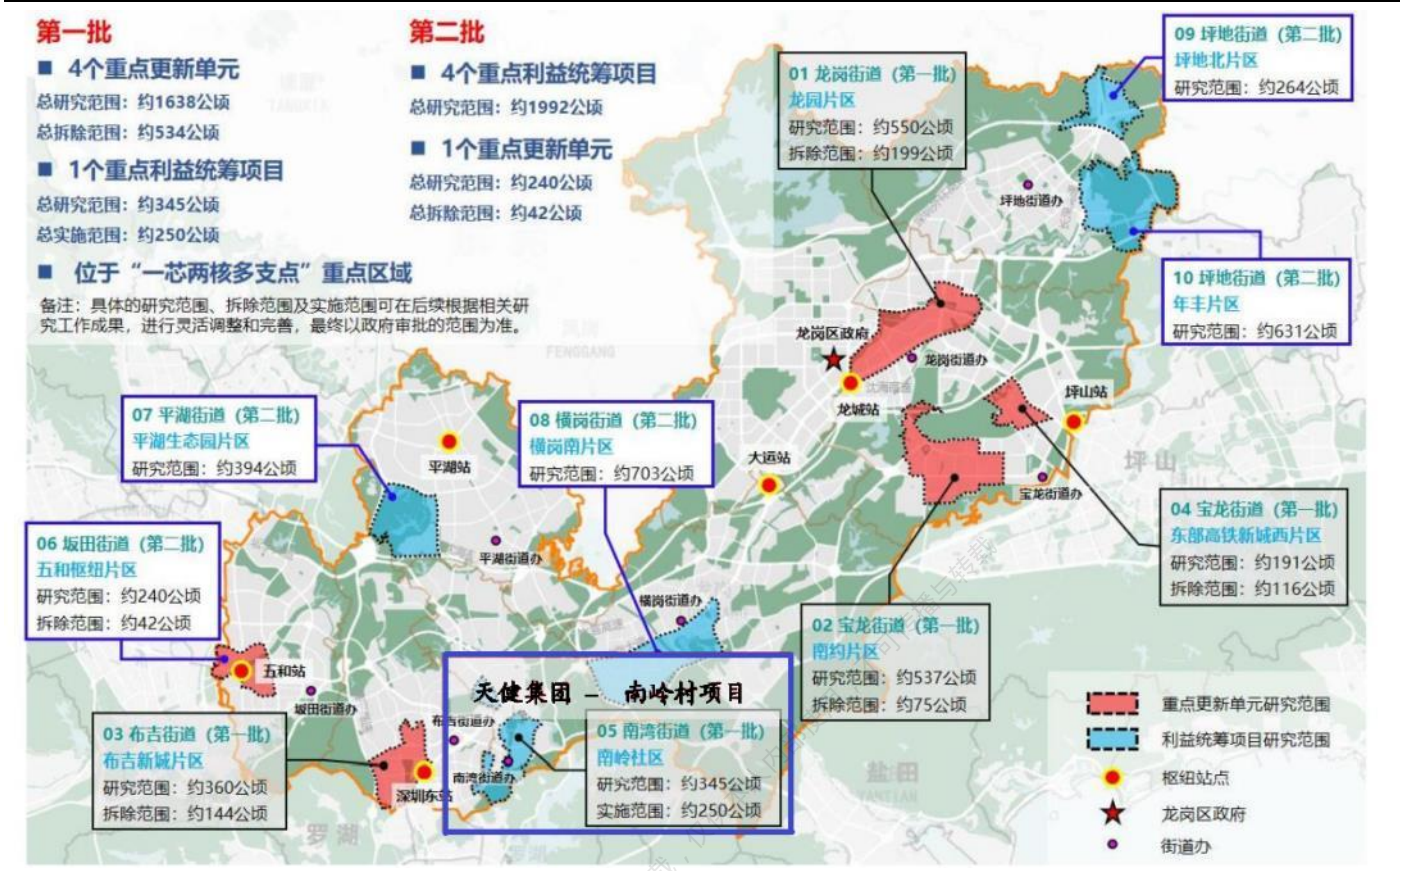 第一批
■ 4个重点更新单元
总研究范围：约1638公顷
总拆除范围：约534公顷
■ 1个重点利益统筹项目
总研究范围：约345公顷
总实施范围：约250公顷
■ 位于“一芯两核多支点”重点区域
备注：具体的研究范围、拆除范围及实施范围可在后续根据相关研
究工作成果，进行灵活调整和完善，最终以政府审批的范围为准。
第二批
■ 4个重点利益统筹项目
总研究范围：约1992公顷
■ 1个重点更新单元
总研究范围：约240公顷
总拆除范围：约42公顷
01 龙岗街道（第一批）
龙园片区
研究范围：约550公顷
拆除范围：约199公顷
09 坪地街道（第二批）
坪地北片区
研究范围：约264公顷
坪地街道办
10 坪地街道（第二批）
年丰片区
研究范围：约631公顷
龙岗区政府
龙岗街道办
龙城站
坪山站
FENGGANG
07 平湖街道（第二批）
平湖生态园片区
研究范围：约394公顷
平湖站
08 横岗街道（第二批）
横岗南片区
研究范围：约703公顷
大运站
宝龙街道办
坪山
04 宝龙街道（第一批）
东部高铁新城西片区
研究范围：约191公顷
拆除范围：约116公顷
06 坂田街道（第二批）
五和枢纽片区
研究范围：约240公顷
拆除范围：约42公顷
平湖街道办
横岗街道办
02 宝龙街道（第一批）
南约片区
研究范围：约537公顷
拆除范围：约75公顷
五和站
坂田街道办
天健集团 – 南岭村项目
布吉街道办
03 布吉街道（第一批）
布吉新城片区
研究范围：约360公顷
拆除范围：约144公顷
05 南湾街道（第一批）
南岭社区
研究范围：约345公顷
实施范围：约250公顷
南湾街道办
深圳东站
罗湖
盐田
YANTIAN
重点更新单元研究范围
利益统筹项目研究范围
枢纽站点
龙岗区政府
街道办